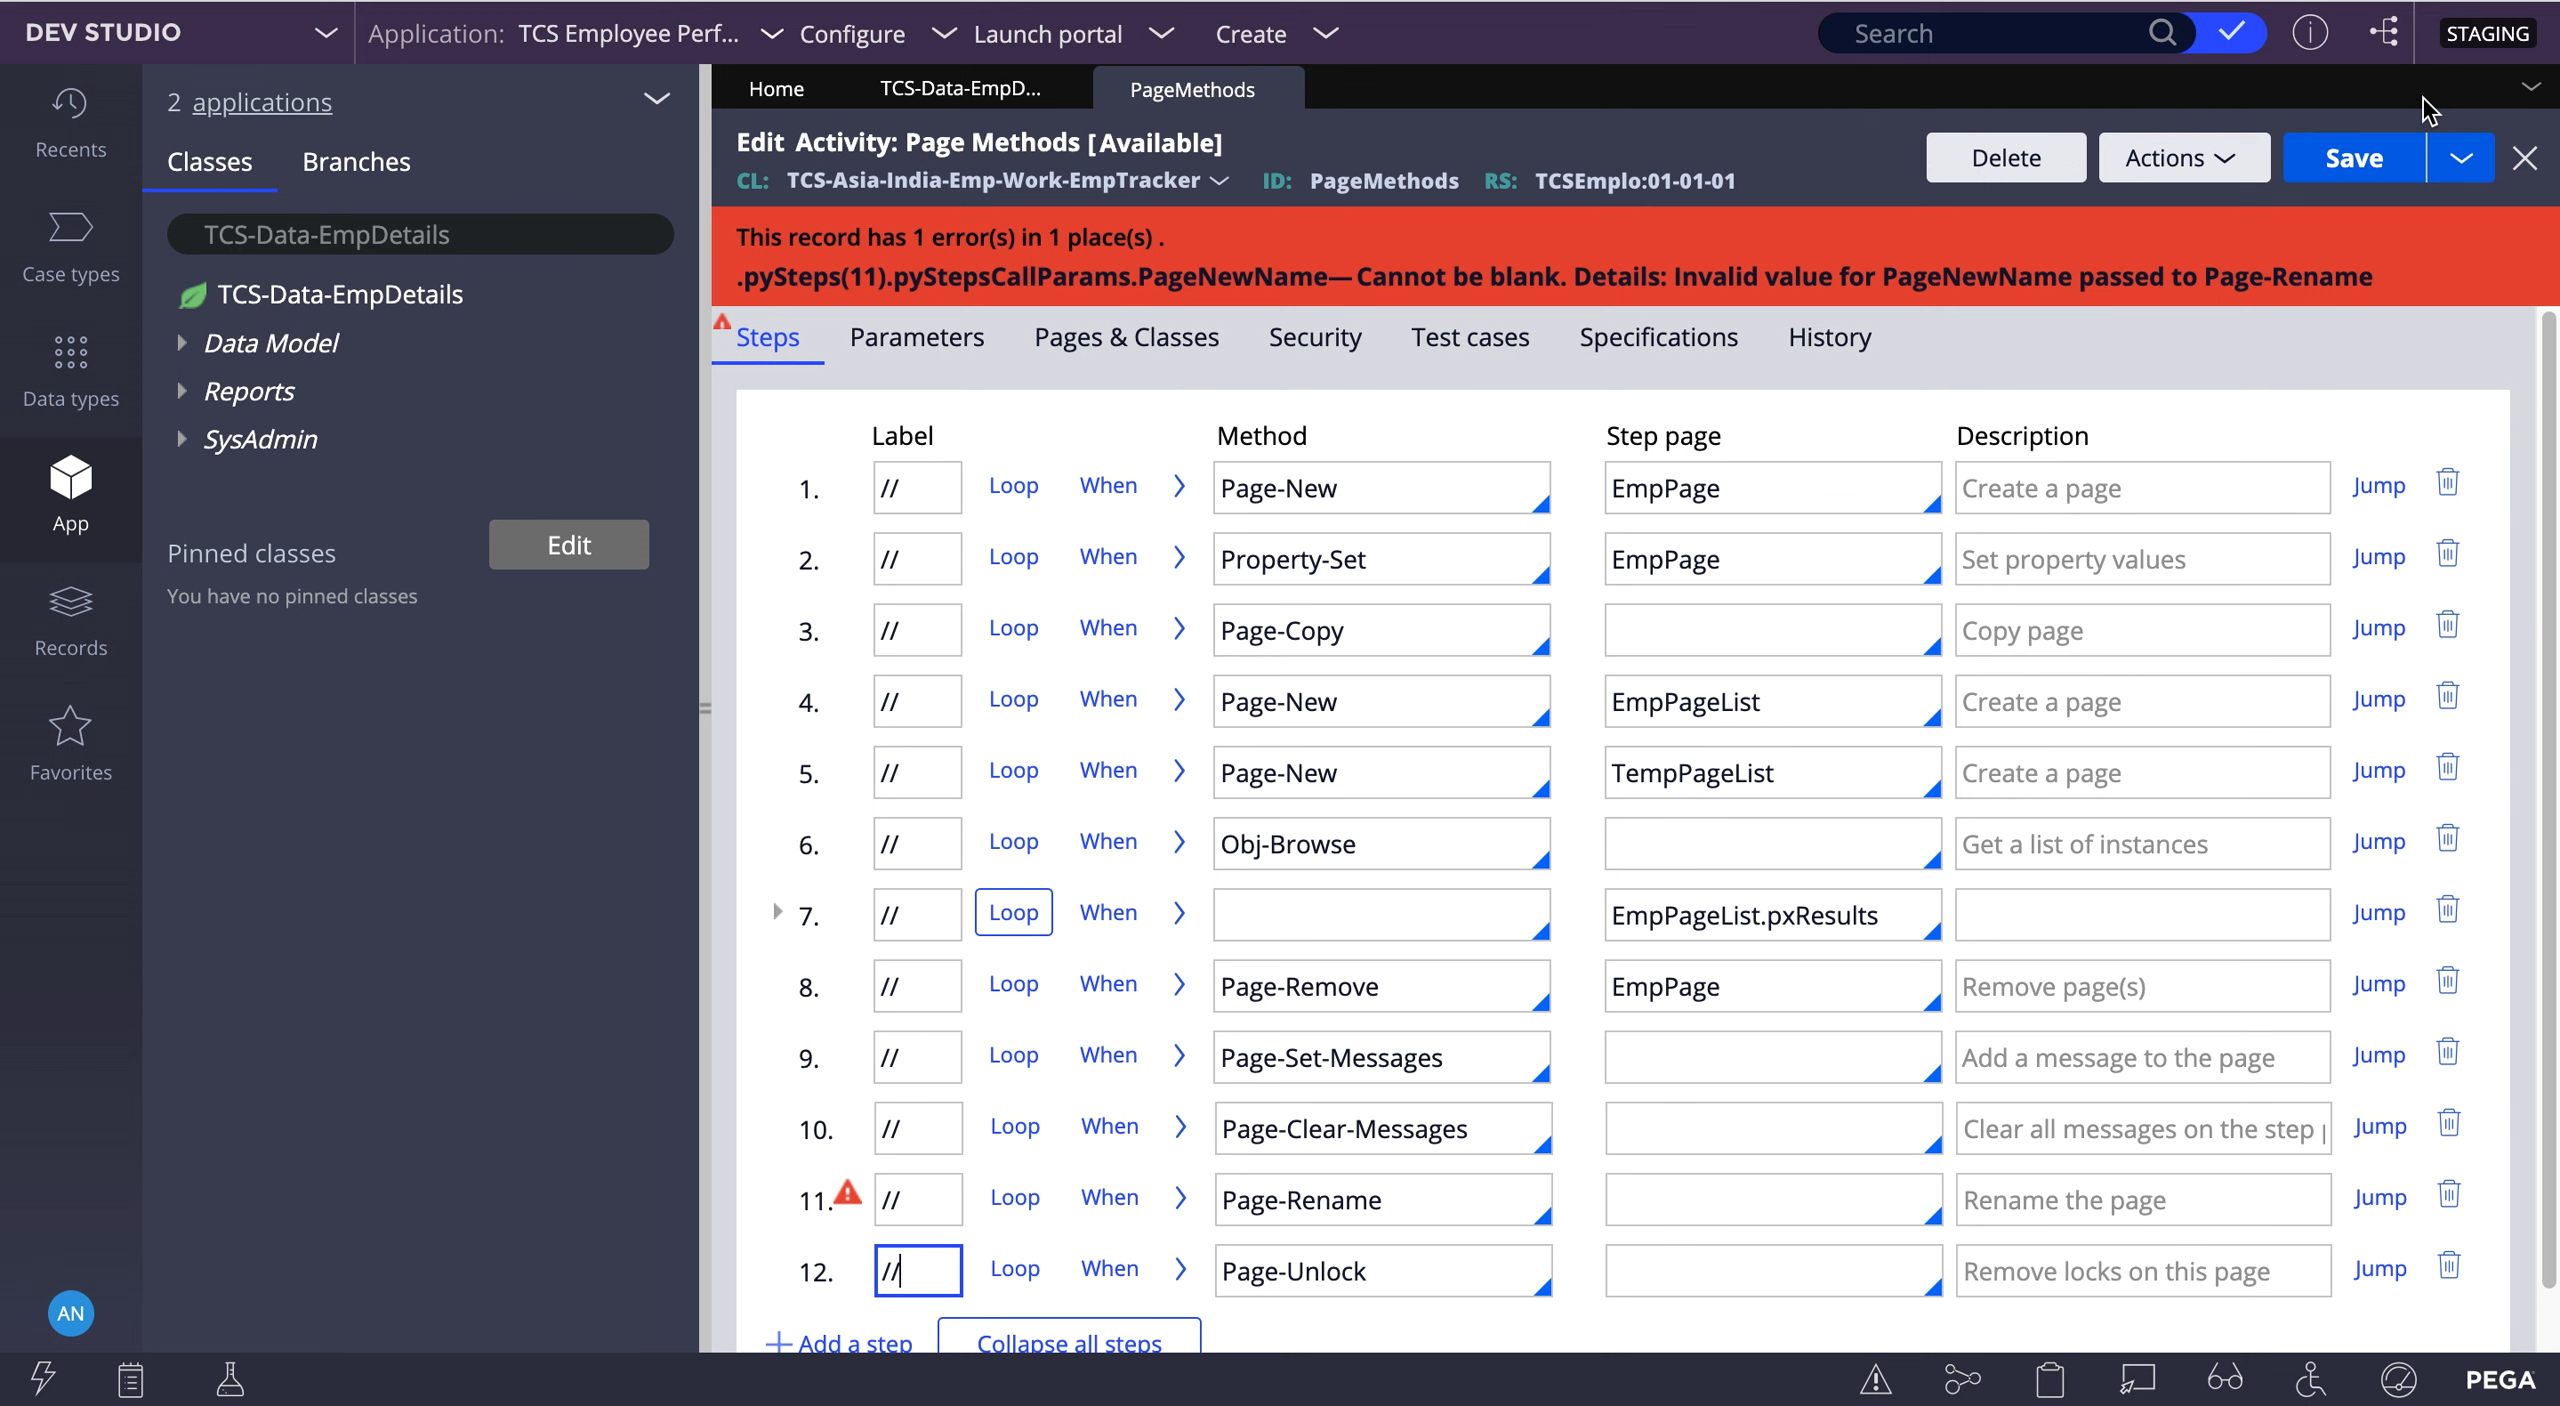 DEV STUDIO
Application: TCS Employee Perf... Configure Launch portal Create
Search
STAGING
Recents
Case types
Data types
App
Records
Favorites
AN
2 applications
Classes Branches
TCS-Data-EmpDetails
TCS-Data-EmpDetails
Data Model
Reports
SysAdmin
Pinned classes Edit
You have no pinned classes
Home TCS-Data-EmpD... PageMethods
Edit Activity: Page Methods [Available]
CL: TCS-Asia-India-Emp-Work-EmpTracker ID: PageMethods RS: TCSEmplo:01-01-01
Delete Actions Save
This record has 1 error(s) in 1 place(s) .
.pySteps(11).pyStepsCallParams.PageNewName— Cannot be blank. Details: Invalid value for PageNewName passed to Page-Rename
Steps Parameters Pages & Classes Security Test cases Specifications History
Label Method Step page Description
1. // Loop When Page-New EmpPage Create a page Jump
2. // Loop When Property-Set EmpPage Set property values Jump
3. // Loop When Page-Copy Copy page Jump
4. // Loop When Page-New EmpPageList Create a page Jump
5. // Loop When Page-New TempPageList Create a page Jump
6. // Loop When Obj-Browse Get a list of instances Jump
7. // Loop When EmpPageList.pxResults Jump
8. // Loop When Page-Remove EmpPage Remove page(s) Jump
9. // Loop When Page-Set-Messages Add a message to the page Jump
10. // Loop When Page-Clear-Messages Clear all messages on the step Jump
11. // Loop When Page-Rename Rename the page Jump
12. // Loop When Page-Unlock Remove locks on this page Jump
Add a step Collapse all steps
PEGA